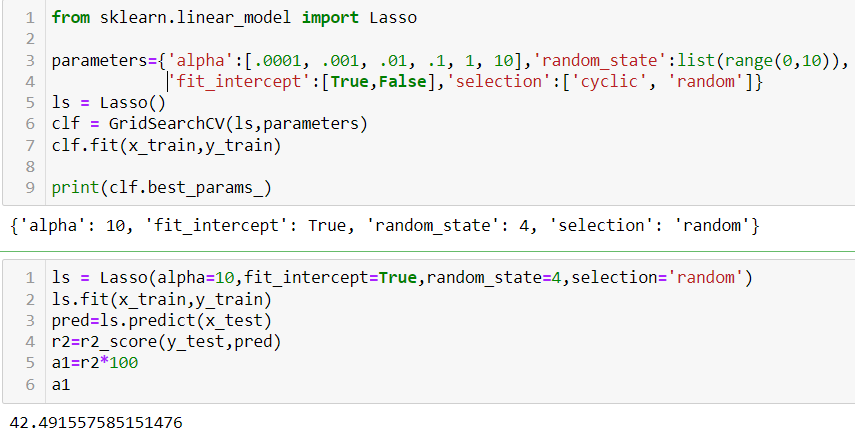 1 from sklearn.linear_model import Lasso
2
3 parameters={'alpha':[.0001, .001, .01, .1, 1, 10],'random_state':list(range(0,10)),
4 'fit_intercept':[True,False],'selection':['cyclic', 'random']}
5 ls = Lasso()
6 clf = GridSearchCV(ls,parameters)
7 clf.fit(x_train,y_train)
8
9 print(clf.best_params_)
{'alpha': 10, 'fit_intercept': True, 'random_state': 4, 'selection': 'random'}
1 ls = Lasso(alpha=10,fit_intercept=True,random_state=4,selection='random')
2 ls.fit(x_train,y_train)
3 pred=ls.predict(x_test)
4 r2=r2_score(y_test,pred)
5 a1=r2*100
6 a1
42.491557585151476